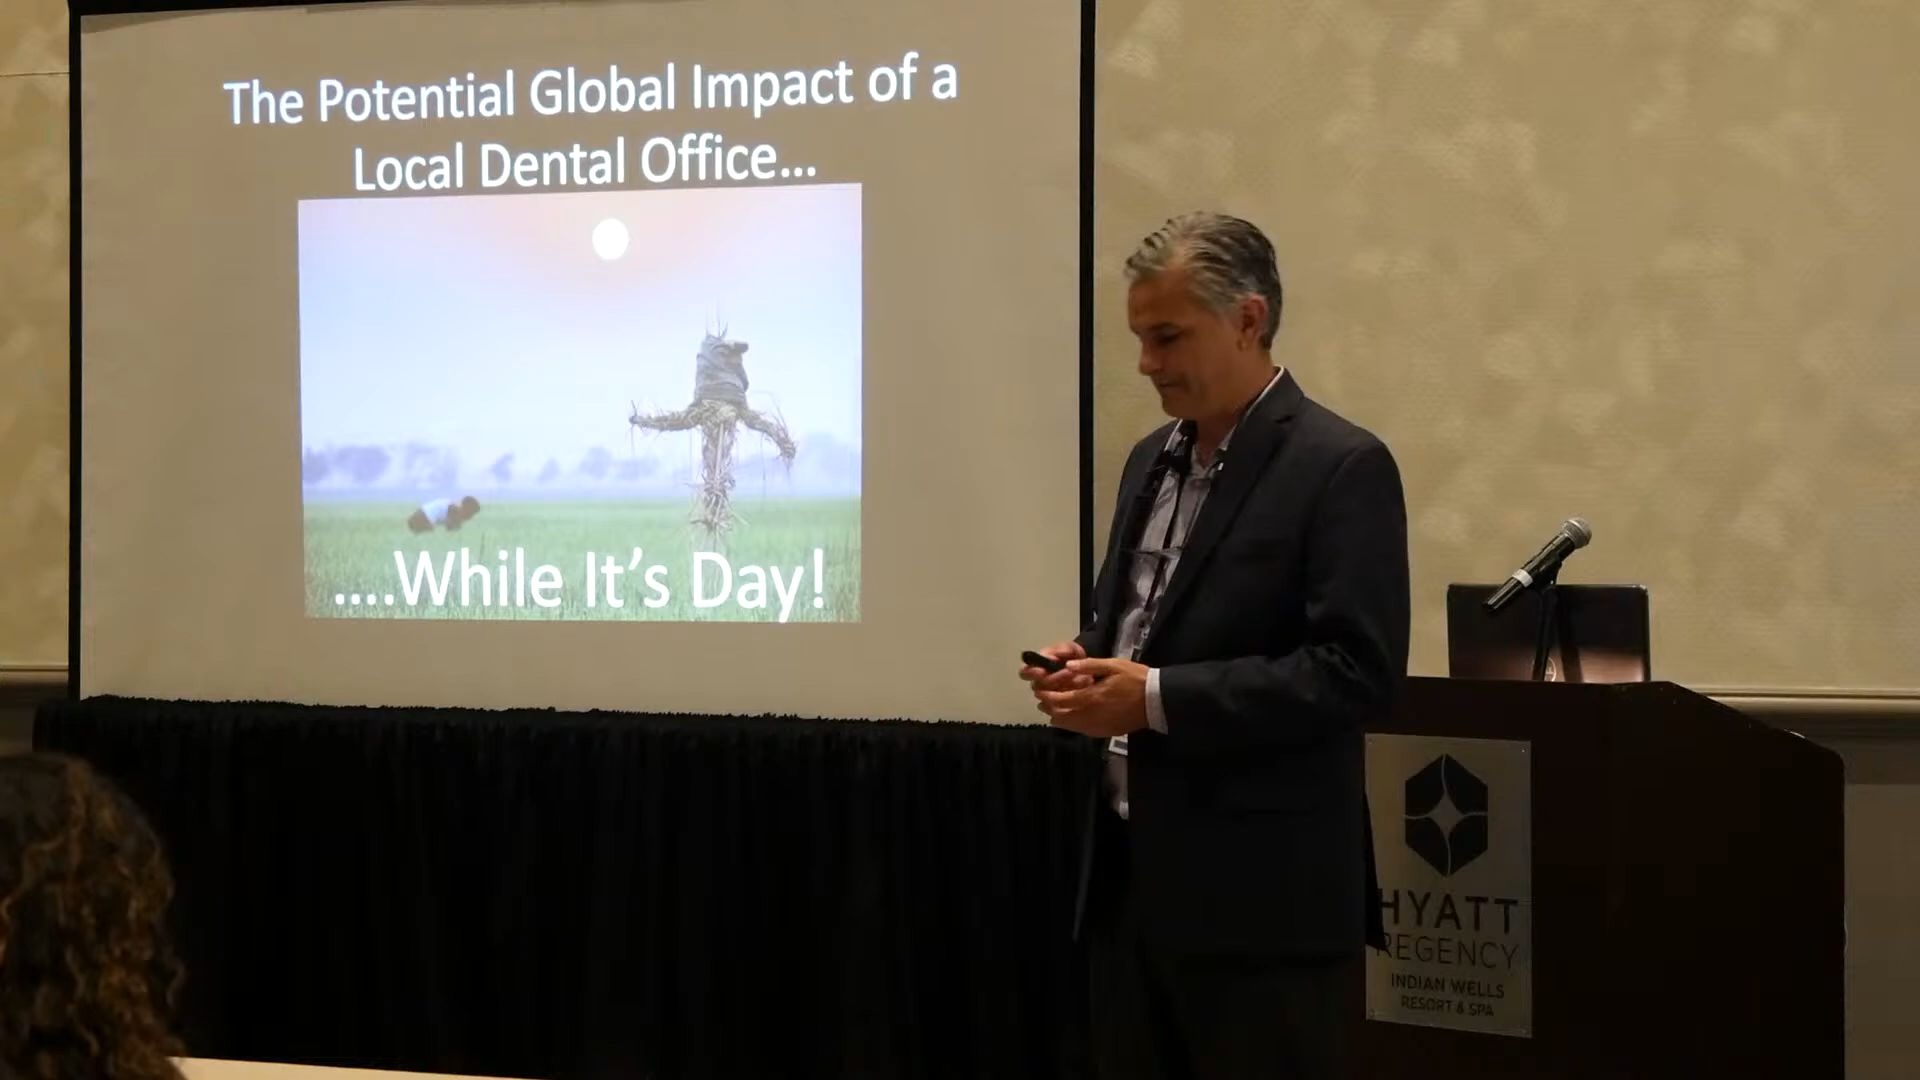 The Potential Global Impact of a
Local Dental Office...
....While It's Day!
HYATT
REGENCY
INDIAN WELLS
RESORT & SPA